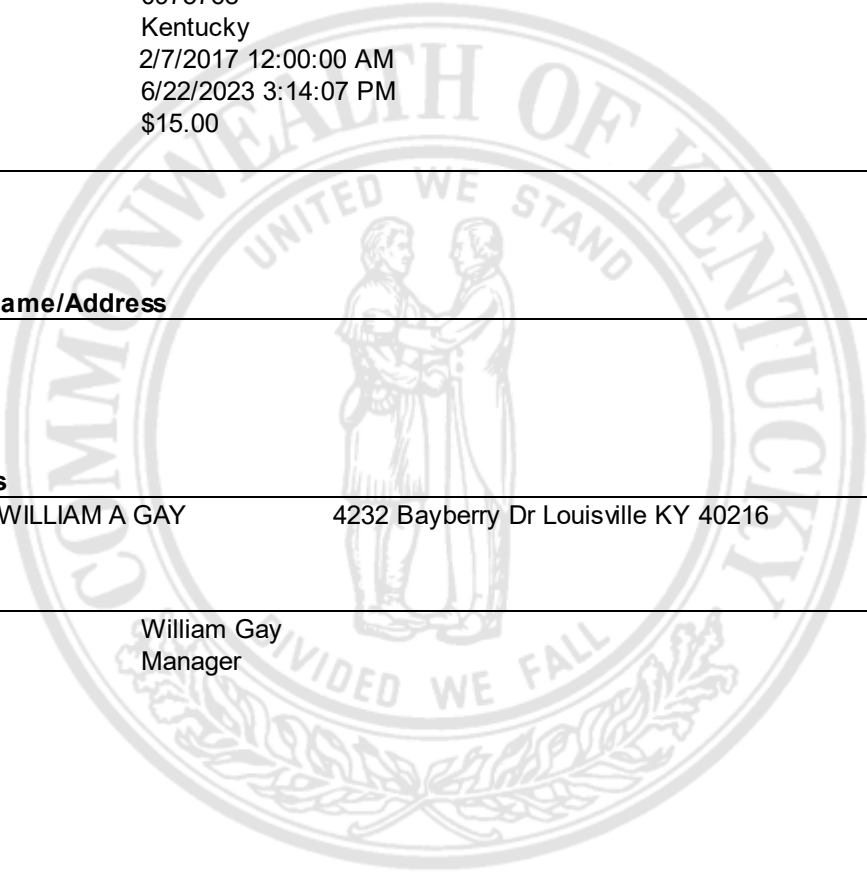 Kentucky
2/7/2017 12:00:00 AM
6/22/2023 3:14:07 PM
$15.00
ame/Address
s
WILLIAM A GAY 4232 Bayberry Dr Louisville KY 40216
William Gay
Manager
COMMONWEALTH OF KENTUCKY
UNITED WE STAND
DIVIDED WE FALL